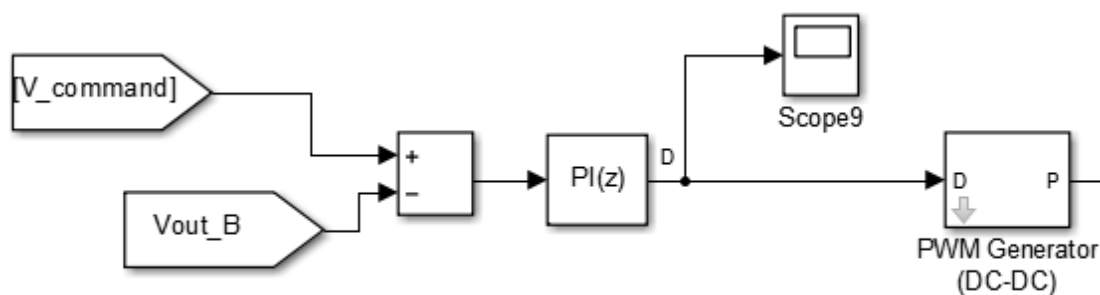 [V_command]
Vout_B
+
−
PI(z)
D
Scope9
D
P
PWM Generator
(DC-DC)